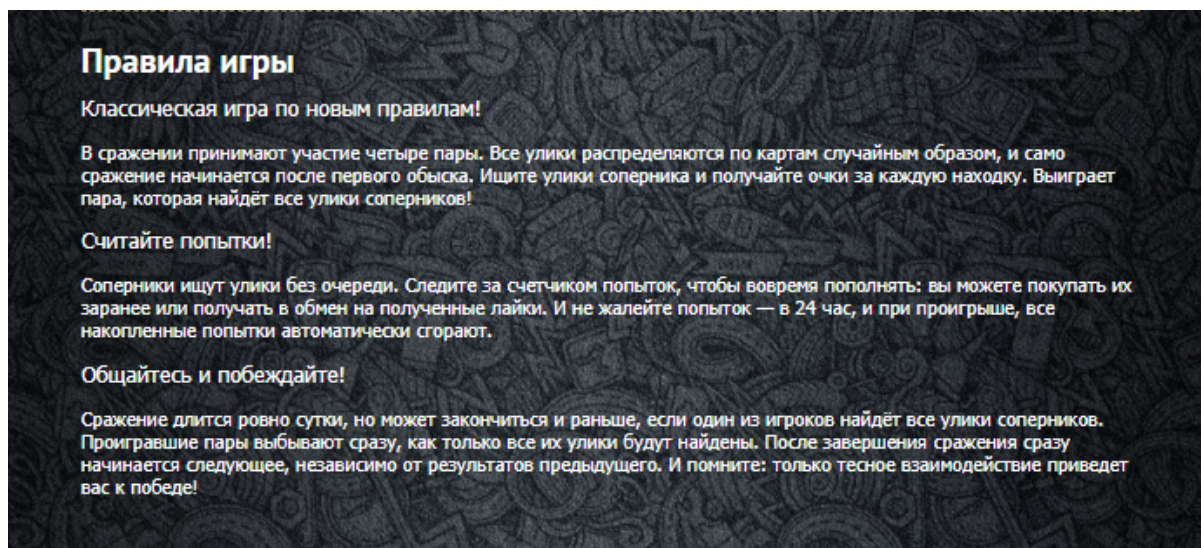 Правила игры
Классическая игра по новым правилам!
В сражении принимают участие четыре пары. Все улики распределяются по картам случайным образом, и само
сражение начинается после первого обыска. Ищите улики соперника и получайте очки за каждую находку. Выиграет
пара, которая найдёт все улики соперников!
Считайте попытки!
Соперники ищут улики без очереди. Следите за счетчиком попыток, чтобы вовремя пополнять: вы можете покупать их
заранее или получать в обмен на полученные лайки. И не жалейте попыток — в 24 час, и при проигрыше, все
накопленные попытки автоматически сгорают.
Общайтесь и побеждайте!
Сражение длится ровно сутки, но может закончиться и раньше, если один из игроков найдёт все улики соперников.
Проигравшие пары выбывают сразу, как только все их улики будут найдены. После завершения сражения сразу
начинается следующее, независимо от результатов предыдущего. И помните: только тесное взаимодействие приведет
вас к победе!